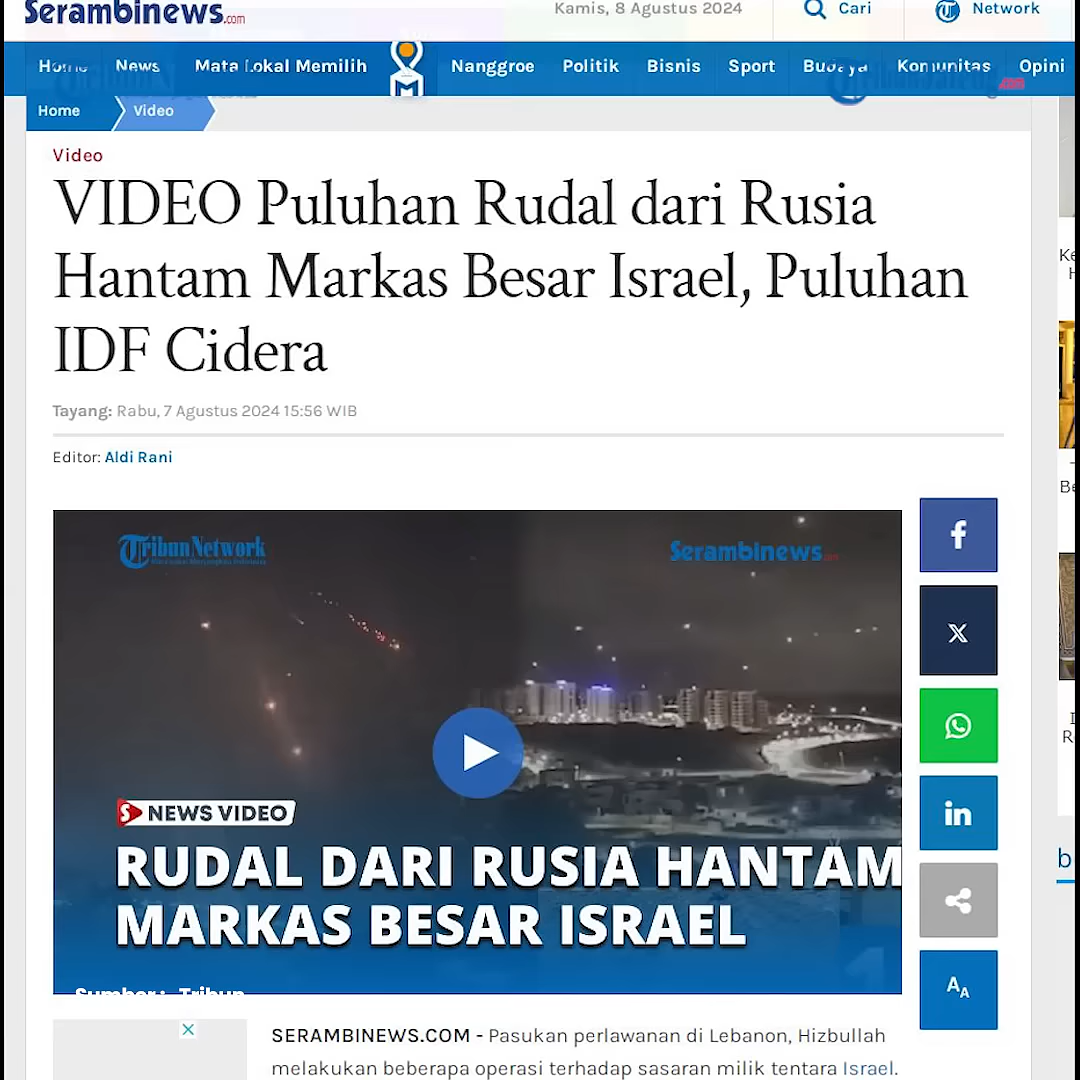 Serambinews.com
Kamis, 8 Agustus 2024
Cari
Network
Home News Mata Lokal Memilih Nanggroe Politik Bisnis Sport Budaya Komunitas Opini
Home Video
Video
VIDEO Puluhan Rudal dari Rusia
Hantam Markas Besar Israel, Puluhan
IDF Cidera
Tayang: Rabu, 7 Agustus 2024 15:56 WIB
Editor: Aldi Rani
TribunNetwork
Serambinews.com
NEWS VIDEO
RUDAL DARI RUSIA HANTAM
MARKAS BESAR ISRAEL
Sumber: Tribun
SERAMBINEWS.COM - Pasukan perlawanan di Lebanon, Hizbullah
melakukan beberapa operasi terhadap sasaran milik tentara Israel.